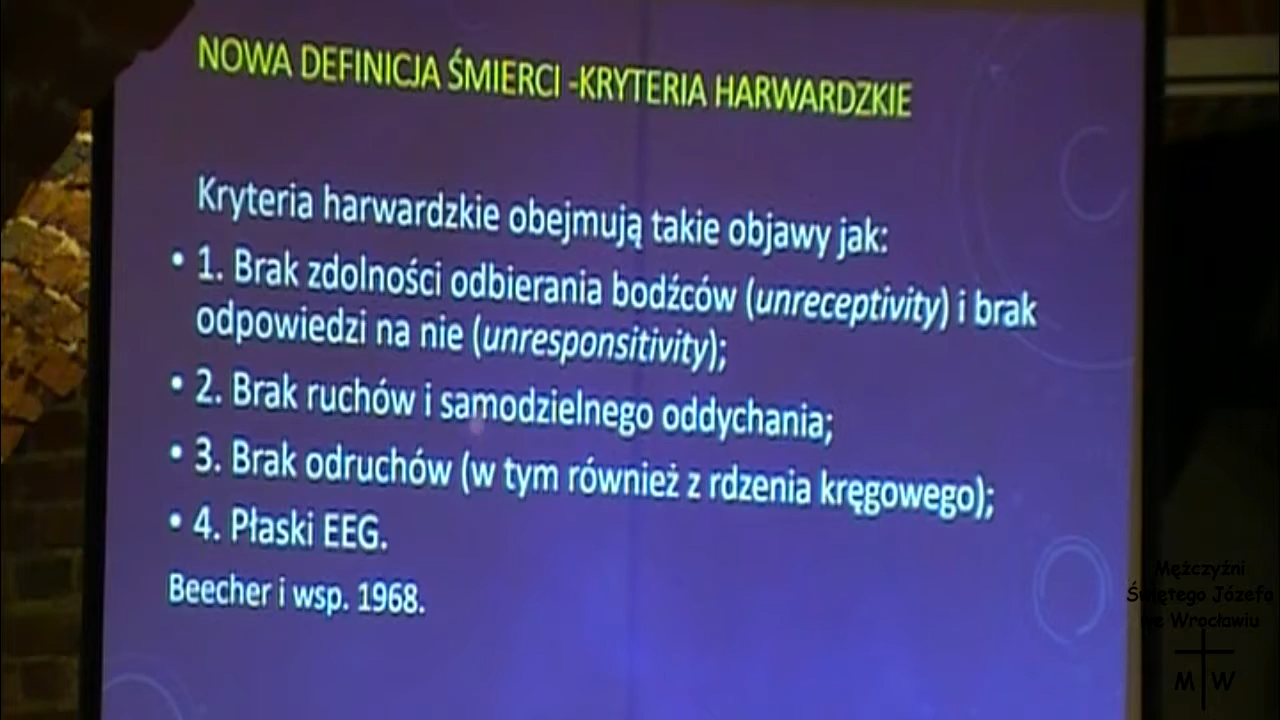 NOWA DEFINICJA ŚMIERCI -KRYTERIA HARWARDZKIE
Kryteria harwardzkie obejmują takie objawy jak:
• 1. Brak zdolności odbierania bodźców (unreceptivity) i brak
odpowiedzi na nie (unresponsitivity);
• 2. Brak ruchów i samodzielnego oddychania;
• 3. Brak odruchów (w tym również z rdzenia kręgowego);
• 4. Płaski EEG.
Beecher i wsp. 1968.
Mężczyźni
Świętego Józefa
we Wrocławiu
M W